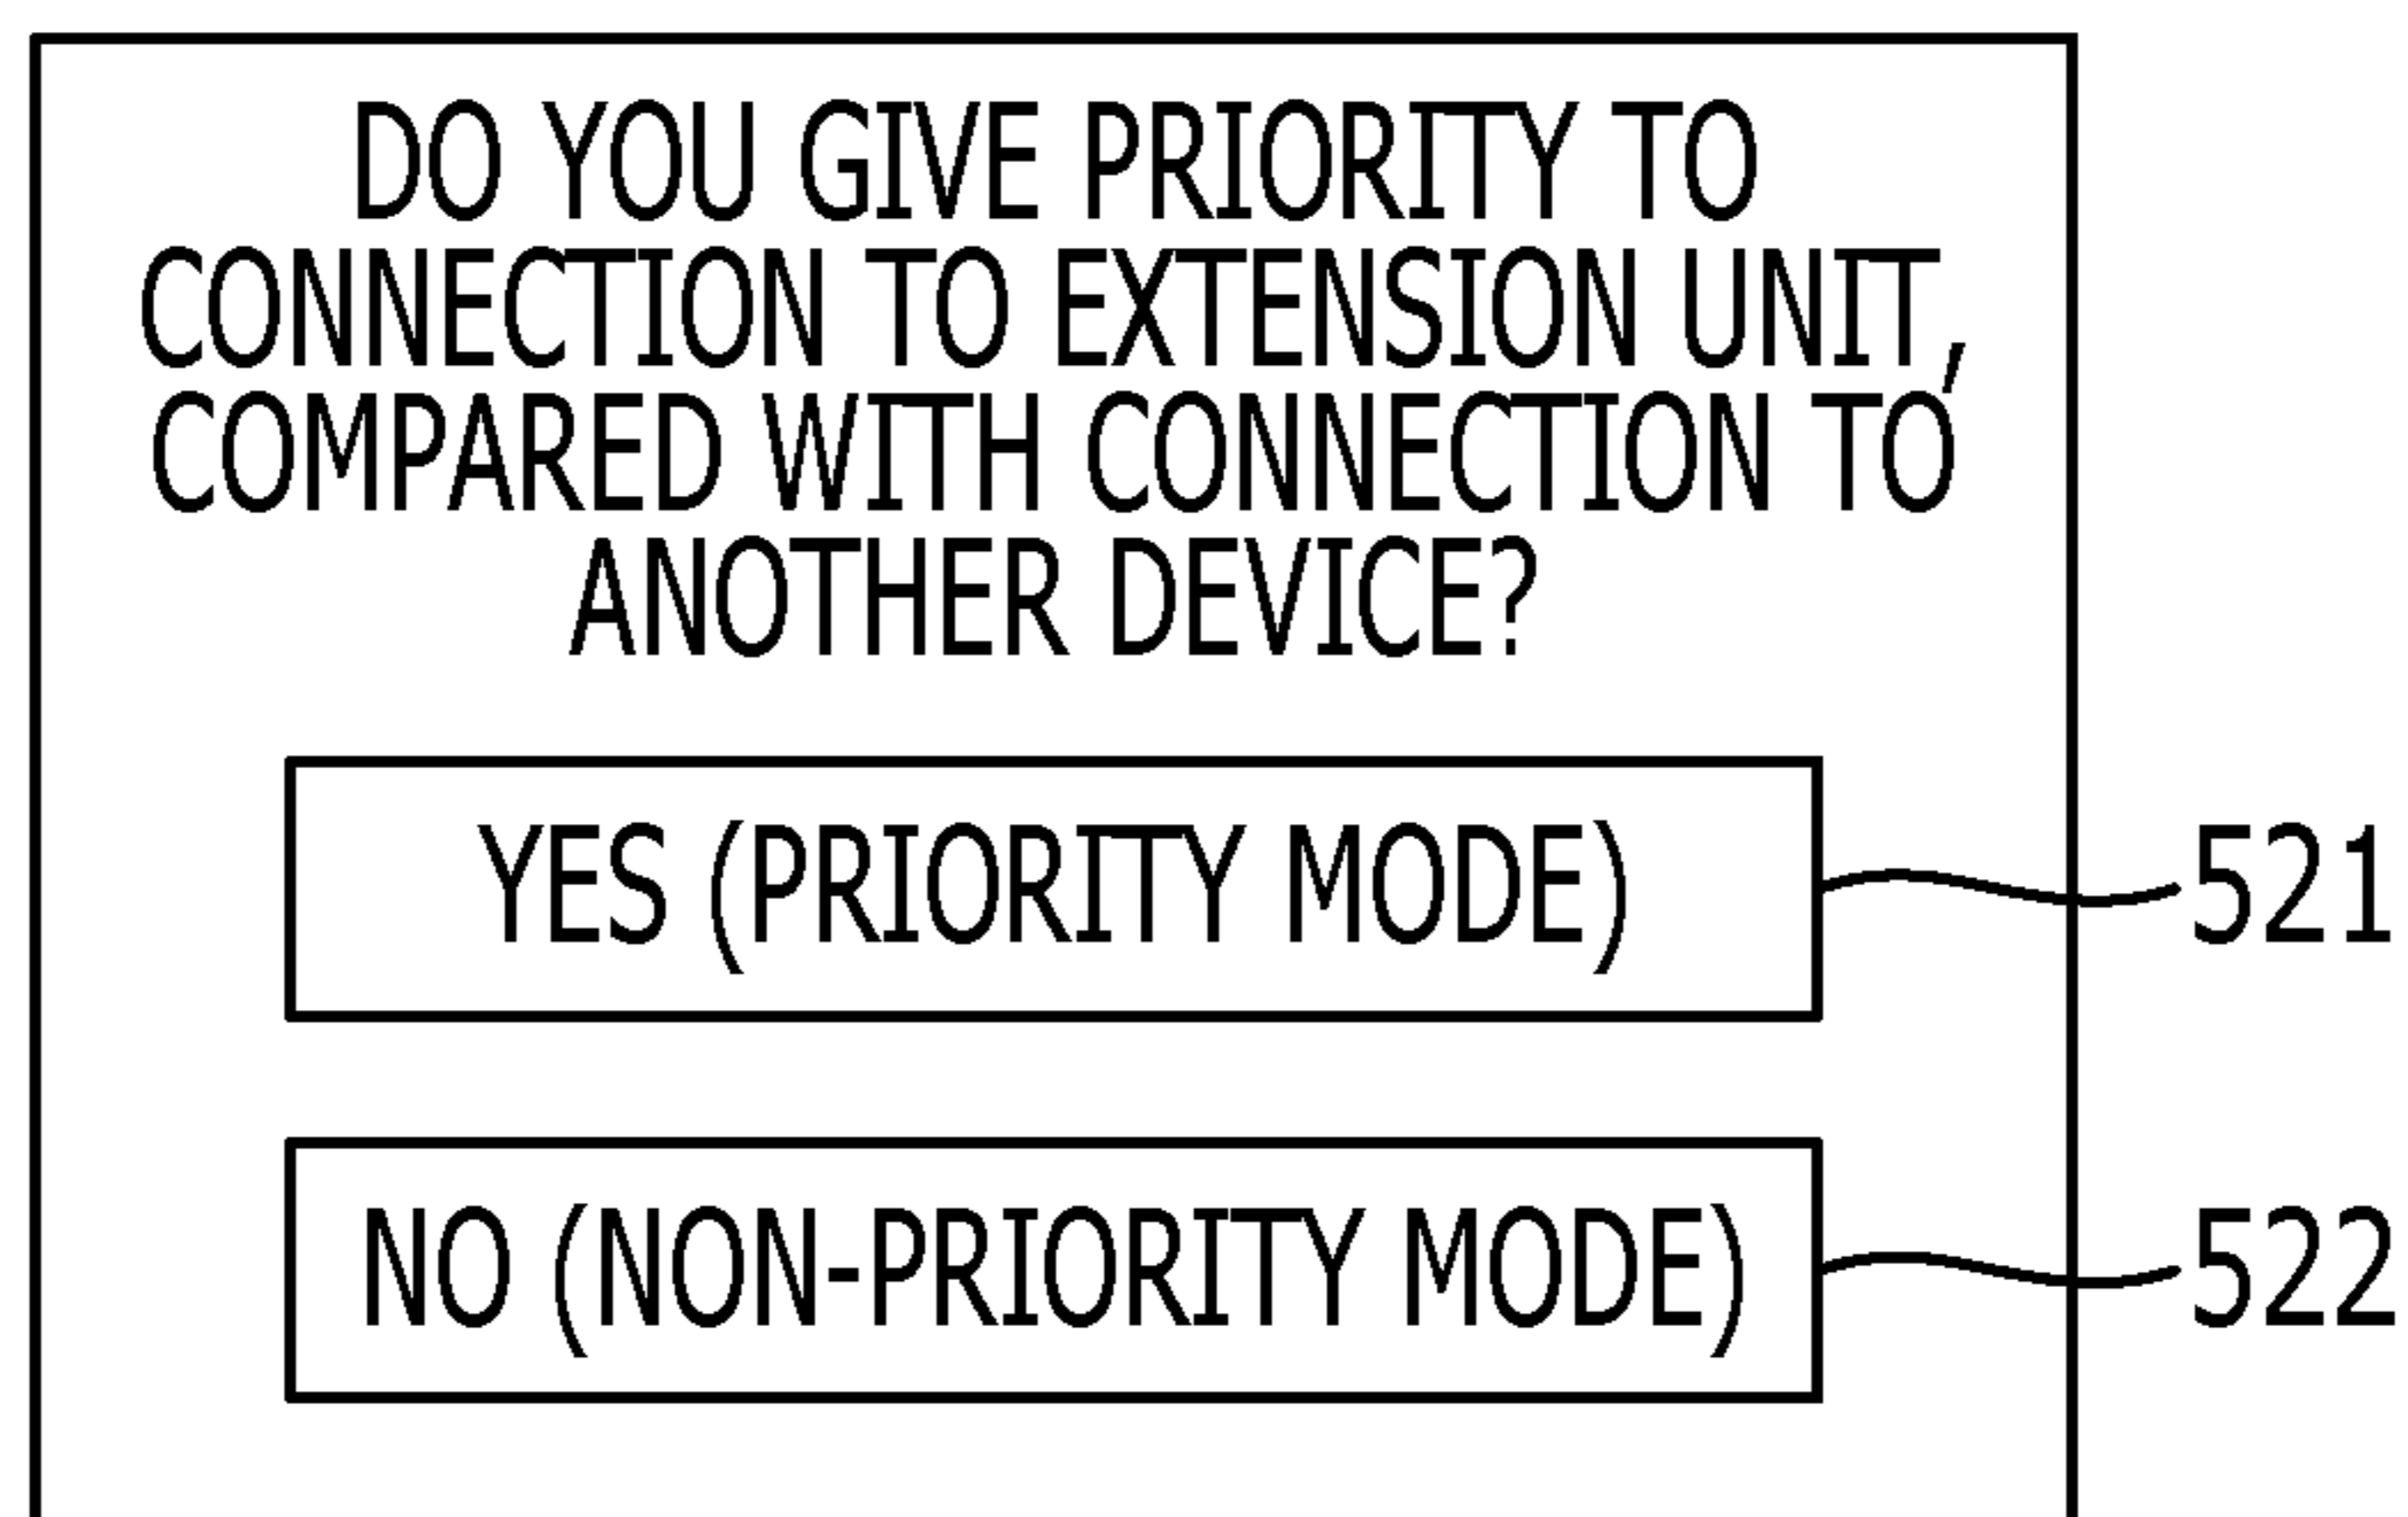 DO YOU GIVE PRIORITY TO
CONNECTION TO EXTENSION UNIT,
COMPARED WITH CONNECTION TO
ANOTHER DEVICE?
YES (PRIORITY MODE)
521
NO (NON-PRIORITY MODE)
522